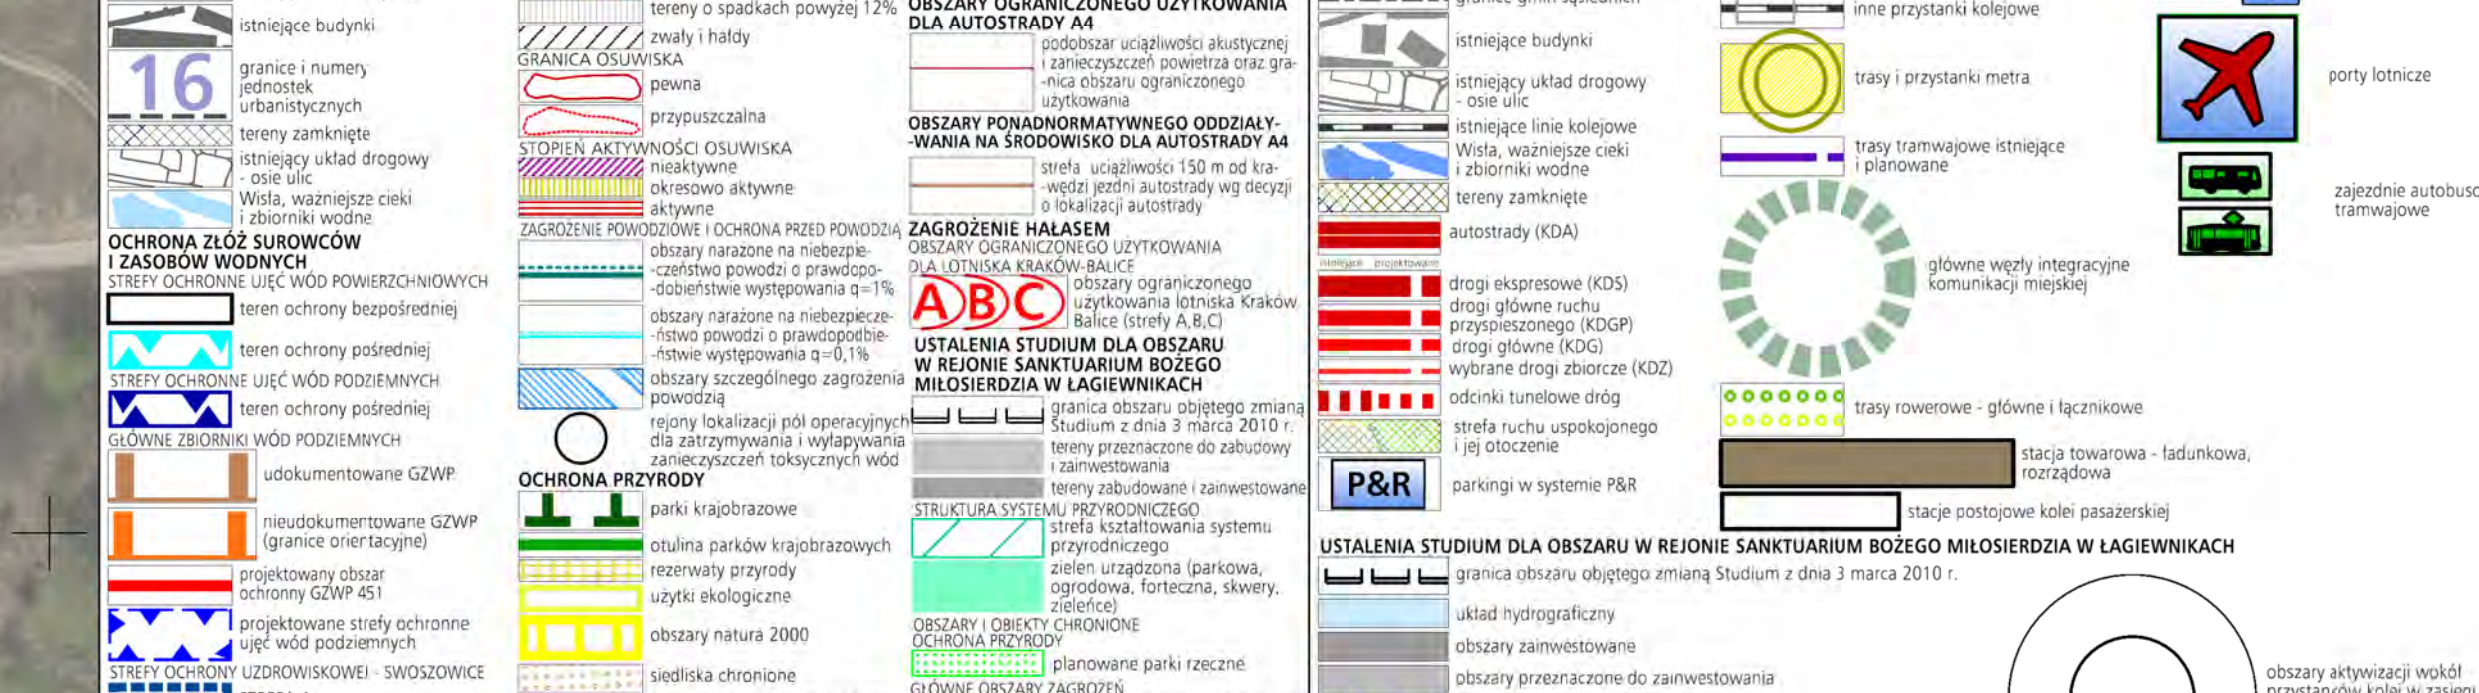 istniejące budynki
16
granice i numery
jednostek
urbanistycznych
tereny zamknięte
istniejący układ drogowy
- osie ulic
Wisła, ważniejsze cieki
i zbiorniki wodne
OCHRONA ZŁÓŻ SUROWCÓW
I ZASOBÓW WODNYCH
STREFY OCHRONNE UJĘĆ WÓD POWIERZCHNIOWYCH
teren ochrony bezpośredniej
teren ochrony pośredniej
STREFY OCHRONNE UJĘĆ WÓD PODZIEMNYCH
teren ochrony pośredniej
GŁÓWNE ZBIORNIKI WÓD PODZIEMNYCH
udokumentowane GZWP
nieudokumentowane GZWP
(granice orientacyjne)
projektowany obszar
ochronny GZWP 451
projektowane strefy ochronne
ujęć wód podziemnych
STREFY OCHRONY UZDROWISKOWEJ - SWOSZOWICE
tereny o spadkach powyżej 12%
zwały i hałdy
GRANICA OSUWISKA
pewna
przypuszczalna
STOPIEŃ AKTYWNOŚCI OSUWISKA
nieaktywne
okresowo aktywne
aktywne
ZAGROŻENIE POWODZIOWE I OCHRONA PRZED POWODZIĄ
obszary narażone na niebezpie-
-czeństwo powodzi o prawdopo-
-dobieństwie występowania q=1%
obszary narażone na niebezpiecze-
-ństwo powodzi o prawdopodbie-
-ństwie występowania q=0,1%
obszary szczególnego zagrożenia
powodzią
rejony lokalizacji pól operacyjnych
dla zatrzymywania i wyłapywania
zanieczyszczeń toksycznych wód
OCHRONA PRZYRODY
parki krajobrazowe
otulina parków krajobrazowych
rezerwaty przyrody
użytki ekologiczne
obszary natura 2000
siedliska chronione
OBSZARY OGRANICZONEGO UŻYTKOWANIA
DLA AUTOSTRADY A4
podobszar uciążliwości akustycznej
i zanieczyszczeń powietrza oraz gra-
-nica obszaru ograniczonego
użytkowania
OBSZARY PONADNORMATYWNEGO ODDZIAŁY-
-WANIA NA ŚRODOWISKO DLA AUTOSTRADY A4
strefa uciążliwości 150 m od kra-
-wędzi jezdni autostrady wg decyzji
o lokalizacji autostrady
ZAGROŻENIE HAŁASEM
OBSZARY OGRANICZONEGO UŻYTKOWANIA
DLA LOTNISKA KRAKÓW-BALICE
A B C
obszary ograniczonego
użytkowania lotniska Kraków
Balice (strefy A,B,C)
USTALENIA STUDIUM DLA OBSZARU
W REJONIE SANKTUARIUM BOŻEGO
MIŁOSIERDZIA W ŁAGIEWNIKACH
granica obszaru objętego zmianą
Studium z dnia 3 marca 2010 r.
tereny przeznaczone do zabudowy
i zainwestowania
tereny zabudowane i zainwestowane
STRUKTURA SYSTEMU PRZYRODNICZEGO
strefa kształtowania systemu
przyrodniczego
zielen urządzona (parkowa,
ogrodowa, forteczna, skwery,
zieleńce)
OBSZARY I OBIEKTY CHRONIONE
OCHRONA PRZYRODY
planowane parki rzeczne
GŁÓWNE OBSZARY ZAGROŻEŃ
granice gmin sąsiednich
istniejące budynki
istniejący układ drogowy
- osie ulic
istniejące linie kolejowe
Wisła, ważniejsze cieki
i zbiorniki wodne
tereny zamknięte
autostrady (KDA)
istniejące projektowane
drogi ekspresowe (KDS)
drogi główne ruchu
przyspieszonego (KDGP)
drogi główne (KDG)
wybrane drogi zbiorcze (KDZ)
odcinki tunelowe dróg
strefa ruchu uspokojonego
i jej otoczenie
P&R
parkingi w systemie P&R
inne przystanki kolejowe
trasy i przystanki metra
trasy tramwajowe istniejące
i planowane
główne węzły integracyjne
komunikacji miejskiej
trasy rowerowe - główne i łącznikowe
stacja towarowa - ładunkowa,
rozrządowa
stacje postojowe kolei pasażerskiej
porty lotnicze
zajezdnie autobusо
tramwajowe
USTALENIA STUDIUM DLA OBSZARU W REJONIE SANKTUARIUM BOŻEGO MIŁOSIERDZIA W ŁAGIEWNIKACH
granica obszaru objętego zmianą Studium z dnia 3 marca 2010 r.
układ hydrograficzny
obszary zainwestowane
obszary przeznaczone do zainwestowania
obszary aktywizacji wokół
przystanków kolei w zasięgu